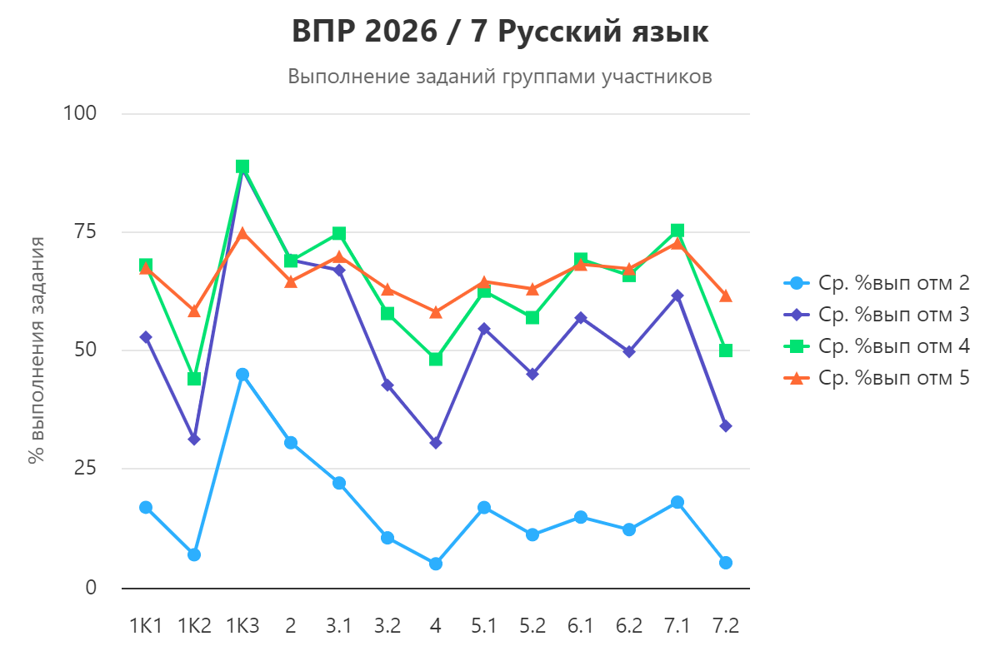 ВПР 2026 / 7 Русский язык
Выполнение заданий группами участников
% выполнения задания
100
75
50
25
0
1К1 1К2 1К3 2 3.1 3.2 4 5.1 5.2 6.1 6.2 7.1 7.2
Ср. %вып отм 2
Ср. %вып отм 3
Ср. %вып отм 4
Ср. %вып отм 5